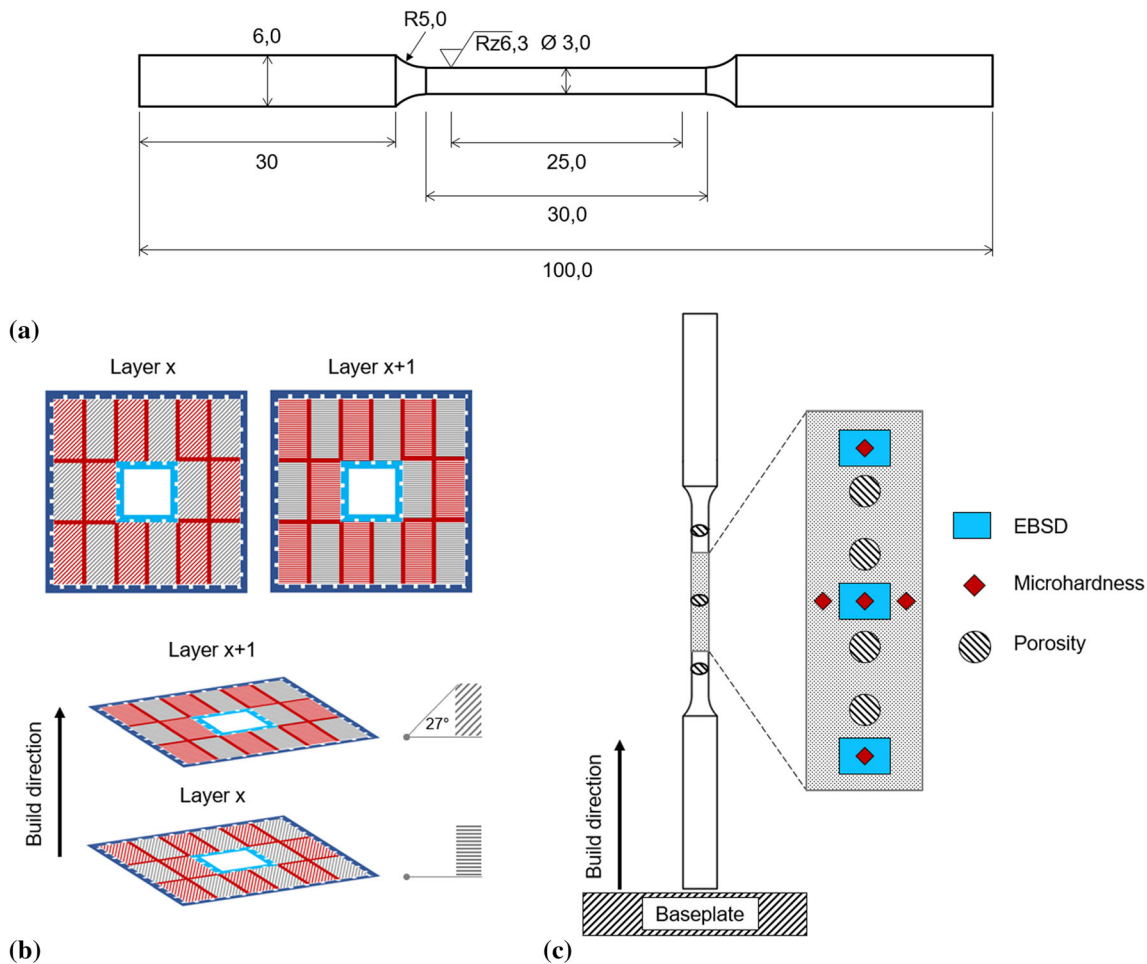 R5,0
6,0
Rz6,3 Ø 3,0
30
25,0
30,0
100,0
(a)
Layer x
Layer x+1
Layer x+1
27°
Build direction
Layer x
(b)
EBSD
Microhardness
Porosity
Build direction
Baseplate
(c)